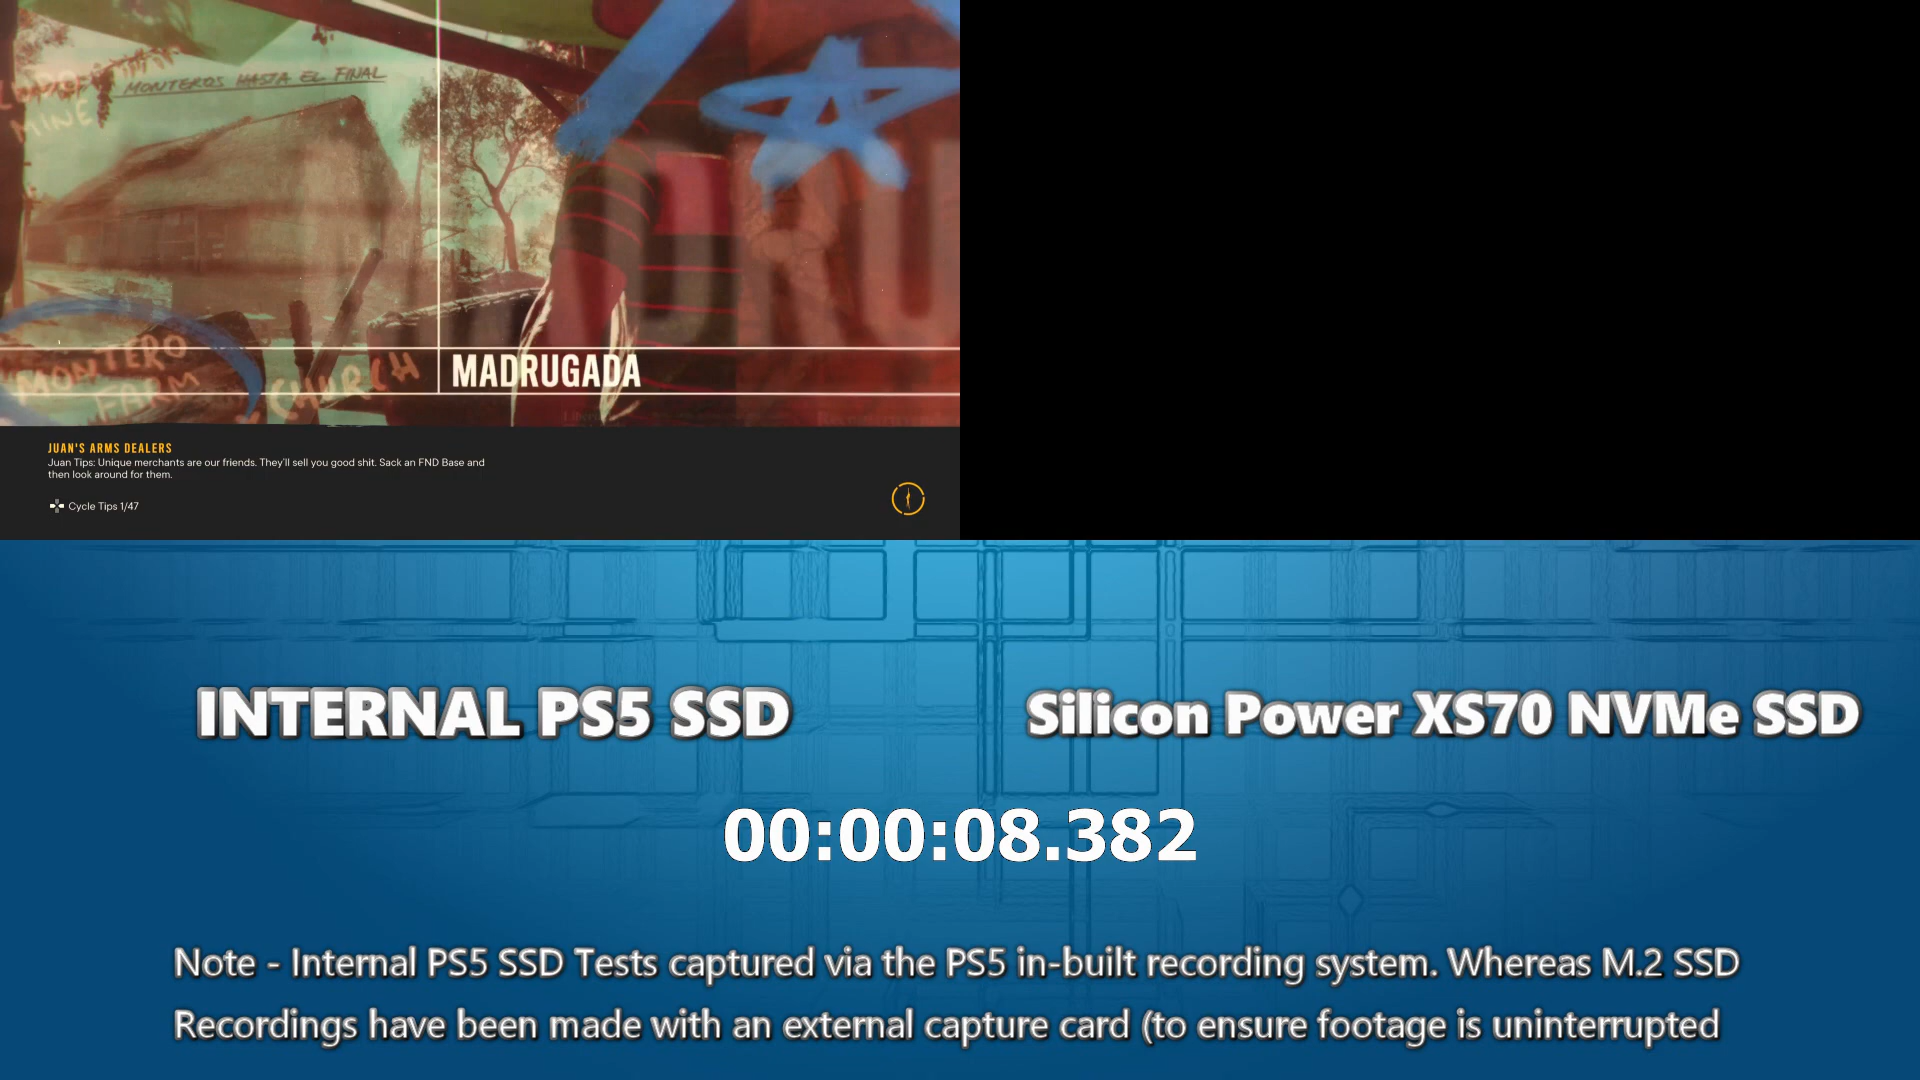 MONTEROS HASTA EL FINAL
MINE
MONTERO
FARM
CHURCH
MADRUGADA
JUAN'S ARMS DEALERS
Juan Tips: Unique merchants are our friends. They'll sell you good shit. Sack an FND Base and
then look around for them.
Cycle Tips 1/47
INTERNAL PS5 SSD
Silicon Power XS70 NVMe SSD
00:00:08.382
Note - Internal PS5 SSD Tests captured via the PS5 in-built recording system. Whereas M.2 SSD
Recordings have been made with an external capture card (to ensure footage is uninterrupted